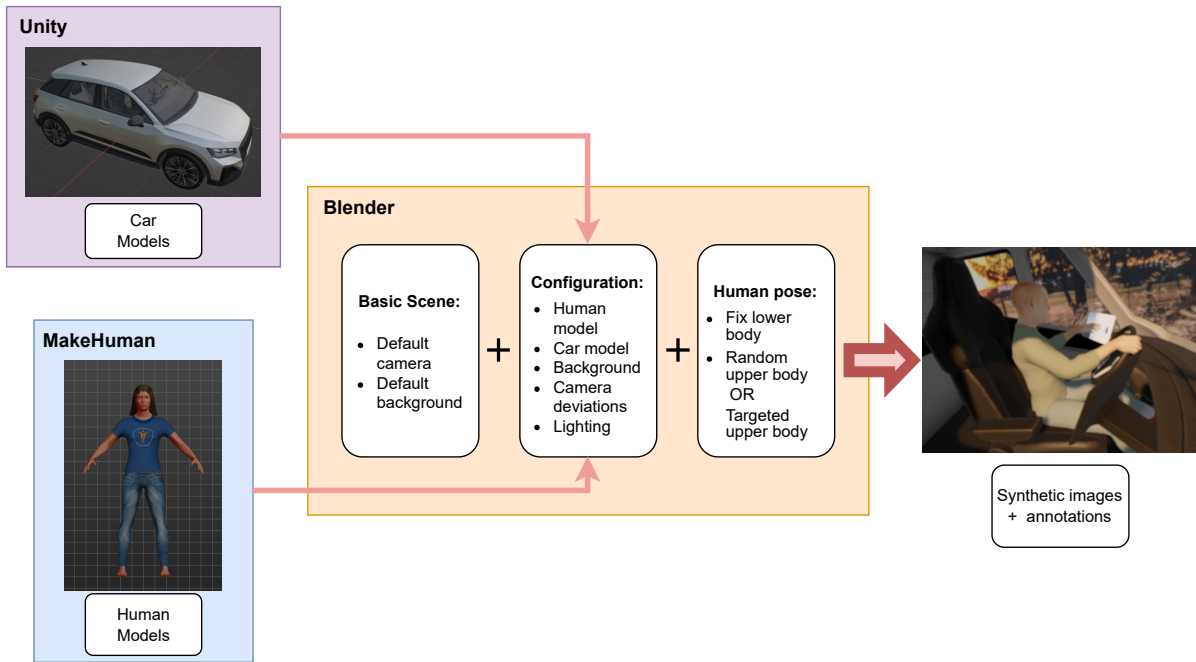 Unity
Car
Models
MakeHuman
Human
Models
Blender
Basic Scene:
• Default
camera
• Default
background
+
Configuration:
• Human
model
• Car model
• Background
• Camera
deviations
• Lighting
+
Human pose:
• Fix lower
body
• Random
upper body
OR
Targeted
upper body
Synthetic images
+ annotations